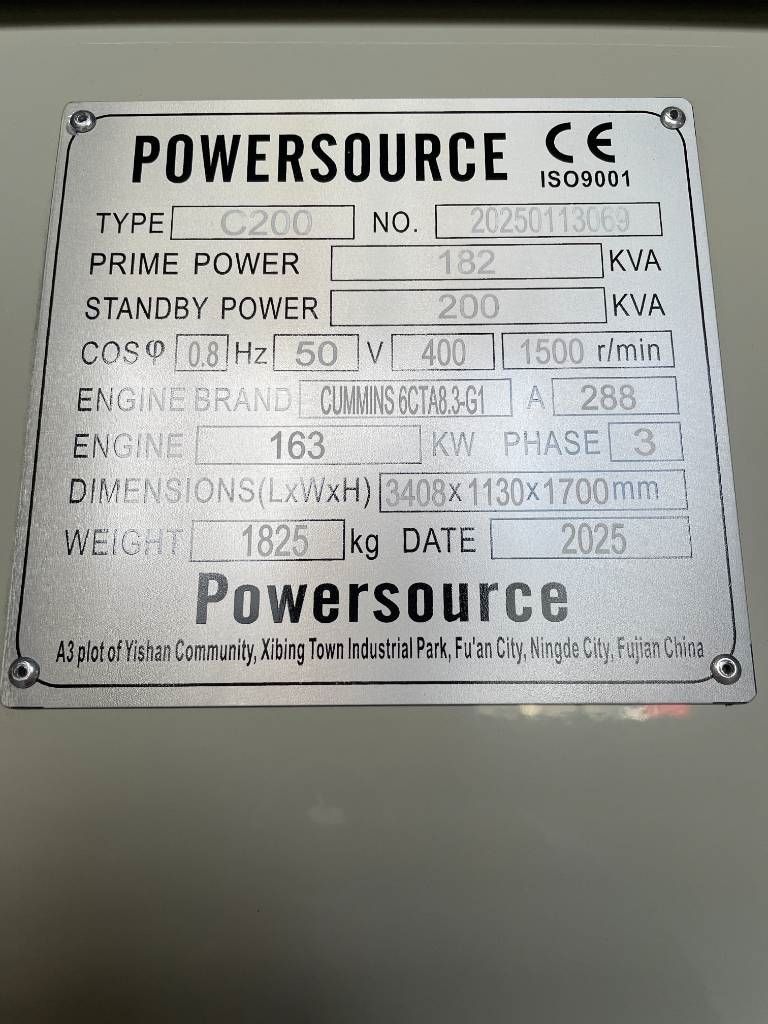 POWERSOURCE CE
ISO9001
TYPE C200 NO. 20250113069
PRIME POWER 182 KVA
STANDBY POWER 200 KVA
COSφ 0.8 Hz 50 V 400 1500 r/min
ENGINE BRAND CUMMINS 6CTA8.3-G1 A 288
ENGINE 163 KW PHASE 3
DIMENSIONS(LxWxH) 3408x1130x1700mm
WEIGHT 1825 kg DATE 2025
Powersource
A3 plot of Yishan Community, Xibing Town Industrial Park, Fu'an City, Ningde City, Fujian China